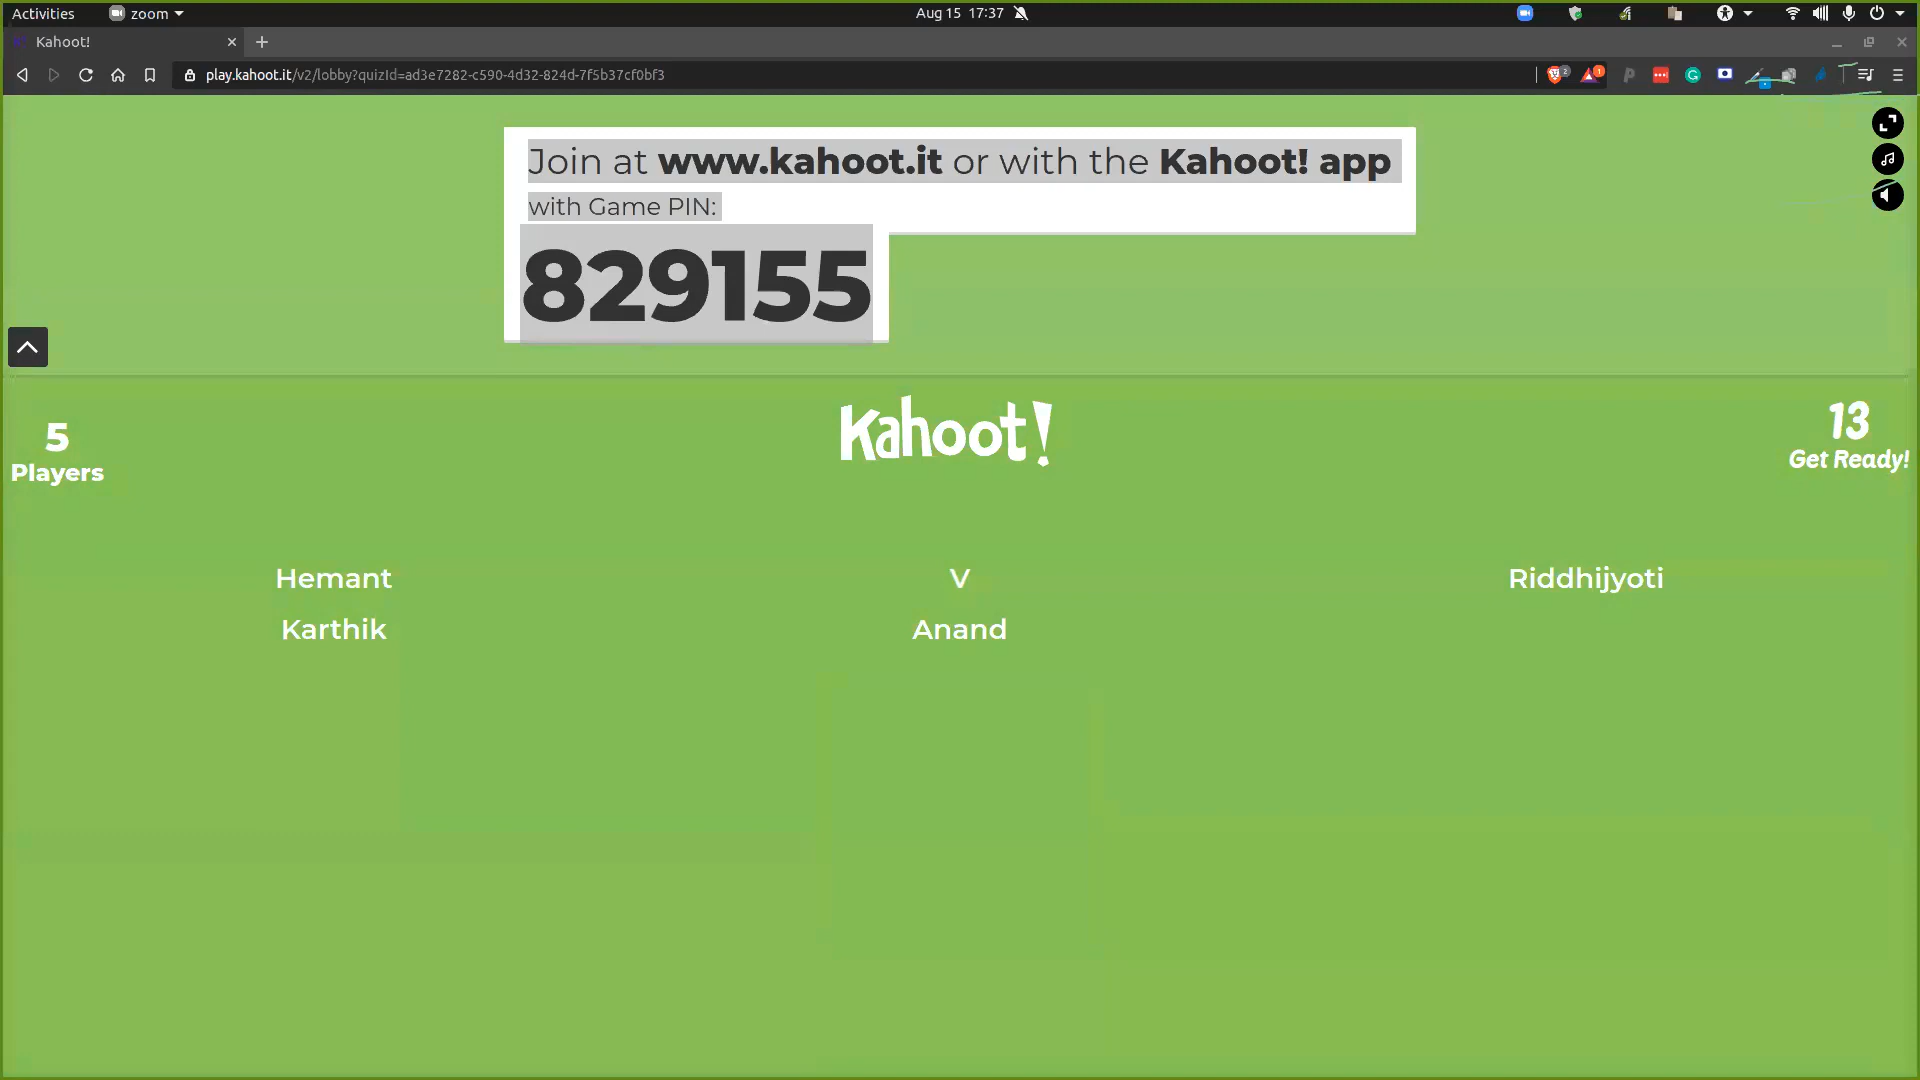 Activities zoom Aug 15 17:37
Kahoot!
play.kahoot.it/v2/lobby?quizId=ad3e7282-c590-4d32-824d-7f5b37cf0bf3
Join at www.kahoot.it or with the Kahoot! app
with Game PIN:
829155
5
Players
Kahoot!
13
Get Ready!
Hemant V Riddhijyoti
Karthik Anand